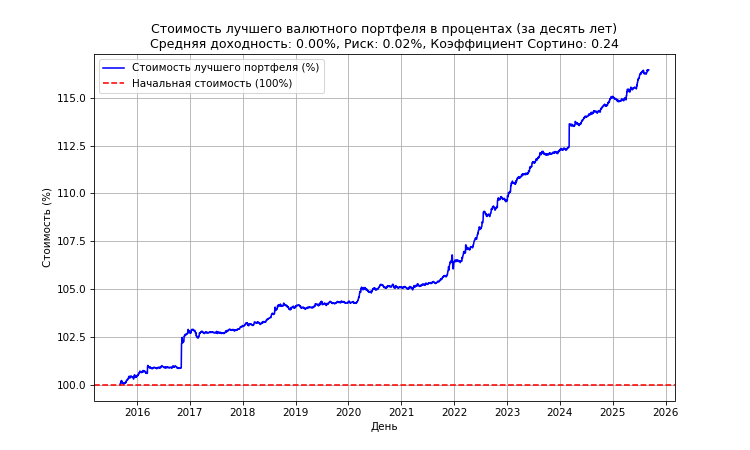 Стоимость лучшего валютного портфеля в процентах (за десять лет)
Средняя доходность: 0.00%, Риск: 0.02%, Коэффициент Сортино: 0.24
Стоимость лучшего портфеля (%)
Начальная стоимость (100%)
Стоимость (%)
115.0
112.5
110.0
107.5
105.0
102.5
100.0
2016 2017 2018 2019 2020 2021 2022 2023 2024 2025 2026
День